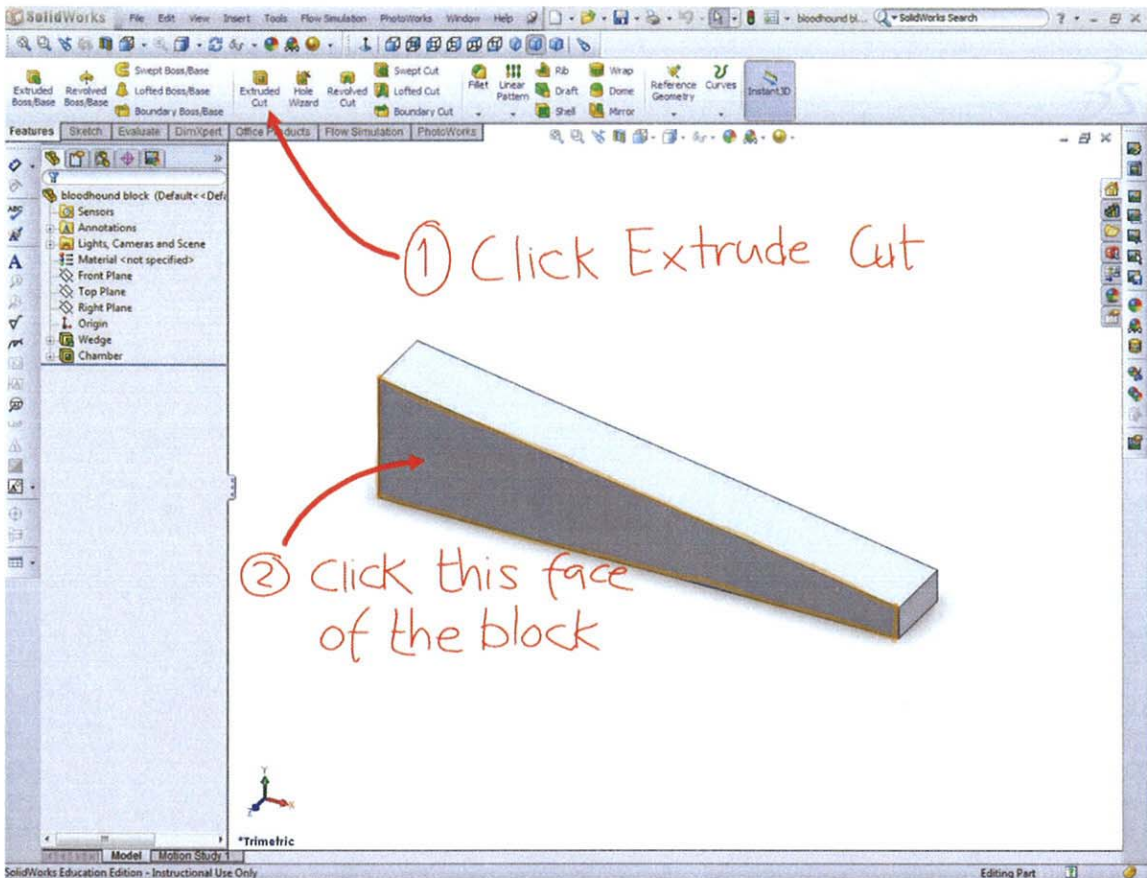 SolidWorks File Edit View Insert Tools Flow Simulation PhotoWorks Window Help bloodhound bl... SolidWorks Search ?
Extruded Boss/Base
Revolved Boss/Base
Swept Boss/Base
Lofted Boss/Base
Boundary Boss/Base
Extruded Cut
Hole Wizard
Revolved Cut
Swept Cut
Lofted Cut
Boundary Cut
Fillet
Linear Pattern
Rib
Draft
Shell
Wrap
Dome
Mirror
Reference Geometry
Curves
Instant3D
Features Sketch Evaluate DimXpert Office Products Flow Simulation PhotoWorks
bloodhound block (Default<<Defa
Sensors
Annotations
Lights, Cameras and Scene
Material <not specified>
Front Plane
Top Plane
Right Plane
Origin
Wedge
Chamber
① Click Extrude Cut
② Click this face
of the block
Y
X
Z
*Trimetric
Model Motion Study 1
SolidWorks Education Edition - Instructional Use Only Editing Part